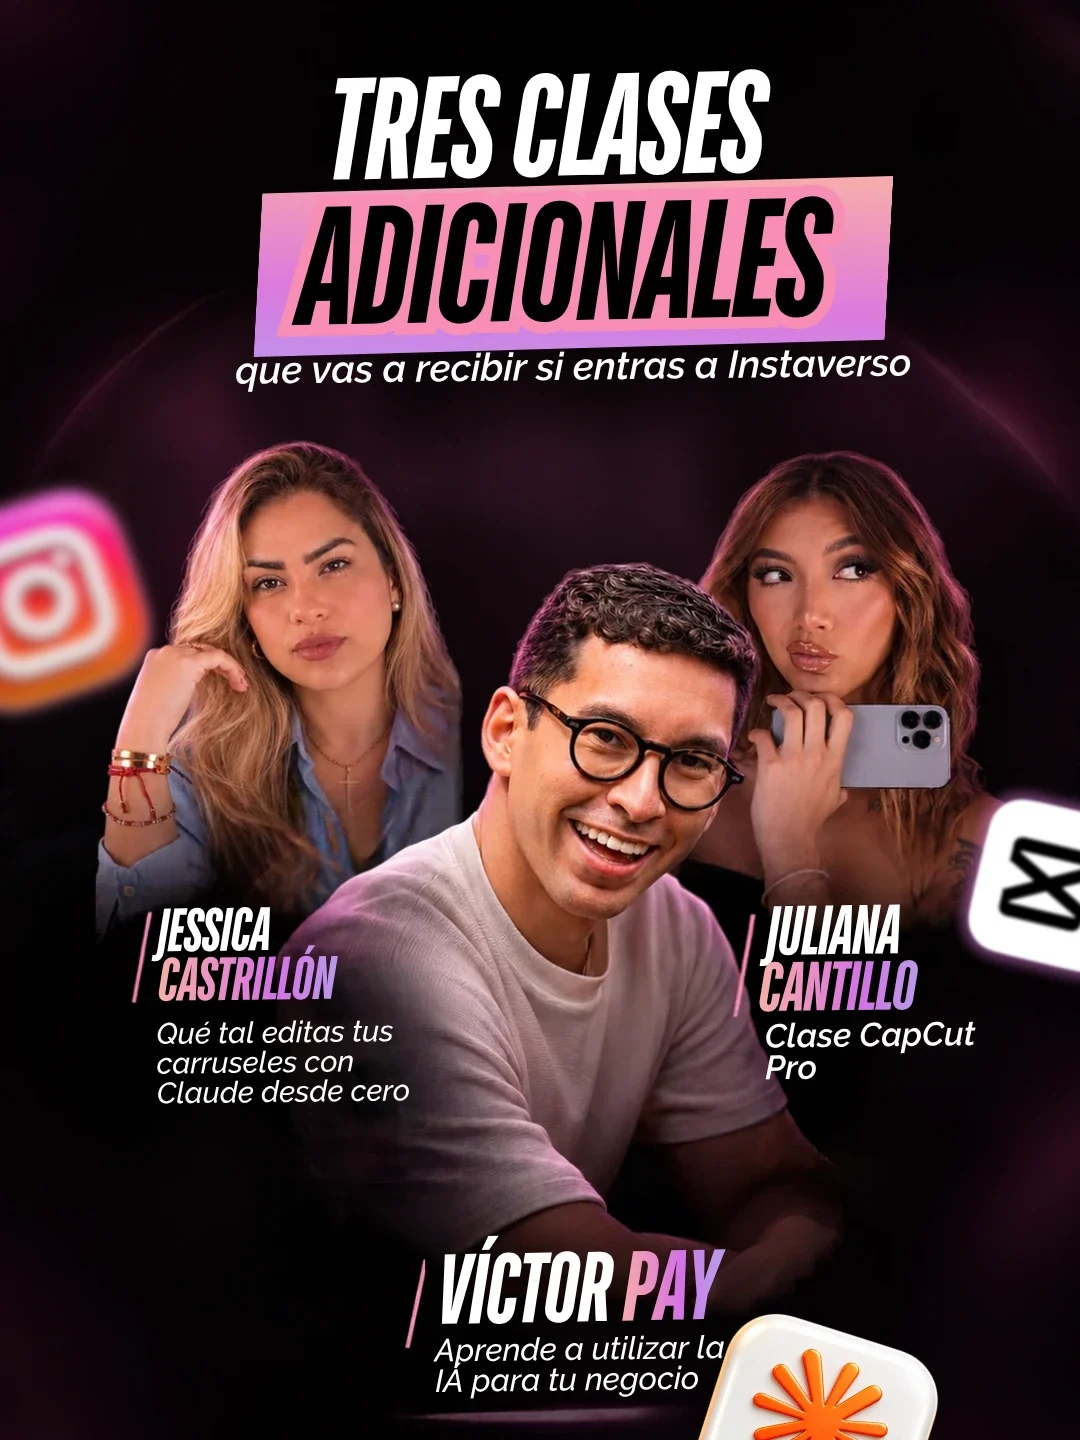 TRES CLASES
ADICIONALES
que vas a recibir si entras a Instaverso
JESSICA
CASTRILLÓN
Qué tal editas tus
carruseles con
Claude desde cero
JULIANA
CANTILLO
Clase CapCut
Pro
VÍCTOR PAY
Aprende a utilizar la
IA para tu negocio